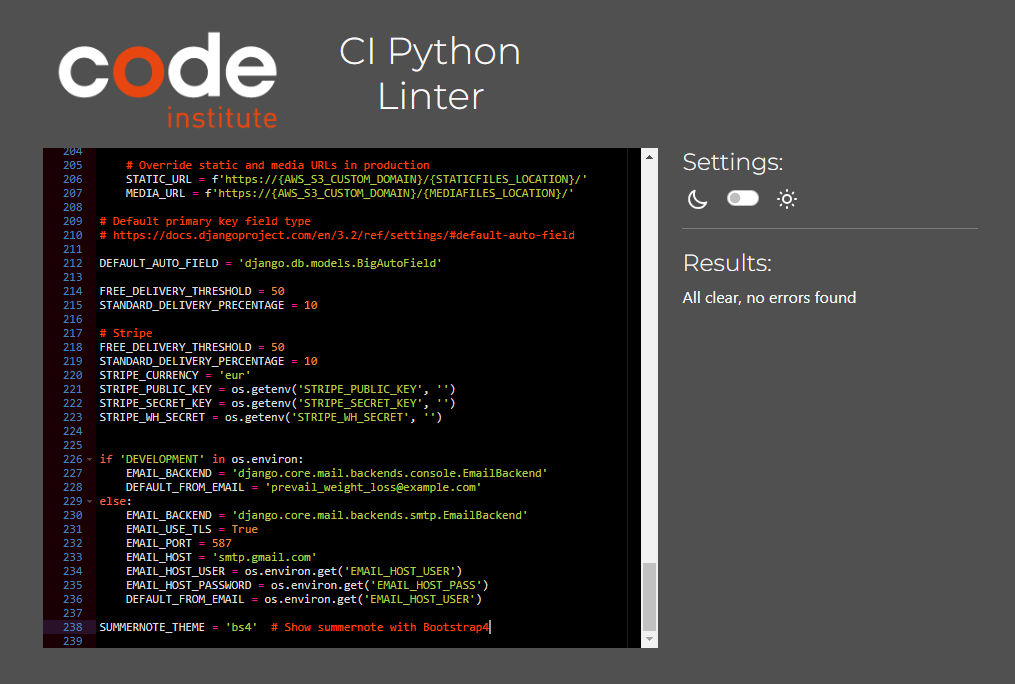 code
institute
CI Python
Linter
204
205 # Override static and media URLs in production
206 STATIC_URL = f'https://{AWS_S3_CUSTOM_DOMAIN}/{STATICFILES_LOCATION}/'
207 MEDIA_URL = f'https://{AWS_S3_CUSTOM_DOMAIN}/{MEDIAFILES_LOCATION}/'
208
209 # Default primary key field type
210 # https://docs.djangoproject.com/en/3.2/ref/settings/#default-auto-field
211
212 DEFAULT_AUTO_FIELD = 'django.db.models.BigAutoField'
213
214 FREE_DELIVERY_THRESHOLD = 50
215 STANDARD_DELIVERY_PRECENTAGE = 10
216
217 # Stripe
218 FREE_DELIVERY_THRESHOLD = 50
219 STANDARD_DELIVERY_PERCENTAGE = 10
220 STRIPE_CURRENCY = 'eur'
221 STRIPE_PUBLIC_KEY = os.getenv('STRIPE_PUBLIC_KEY', '')
222 STRIPE_SECRET_KEY = os.getenv('STRIPE_SECRET_KEY', '')
223 STRIPE_WH_SECRET = os.getenv('STRIPE_WH_SECRET', '')
224
225
226 if 'DEVELOPMENT' in os.environ:
227 EMAIL_BACKEND = 'django.core.mail.backends.console.EmailBackend'
228 DEFAULT_FROM_EMAIL = 'prevail_weight_loss@example.com'
229 else:
230 EMAIL_BACKEND = 'django.core.mail.backends.smtp.EmailBackend'
231 EMAIL_USE_TLS = True
232 EMAIL_PORT = 587
233 EMAIL_HOST = 'smtp.gmail.com'
234 EMAIL_HOST_USER = os.environ.get('EMAIL_HOST_USER')
235 EMAIL_HOST_PASSWORD = os.environ.get('EMAIL_HOST_PASS')
236 DEFAULT_FROM_EMAIL = os.environ.get('EMAIL_HOST_USER')
237
238 SUMMERNOTE_THEME = 'bs4' # Show summernote with Bootstrap4
239
Settings:
Results:
All clear, no errors found